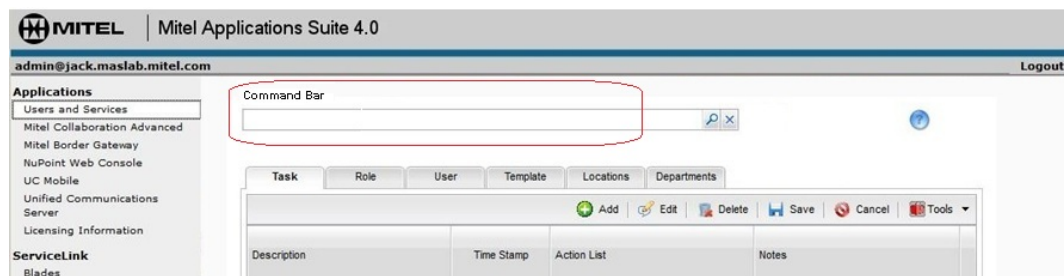 MITEL | Mitel Applications Suite 4.0
admin@jack.maslab.mitel.com Logout
Applications
Users and Services
Mitel Collaboration Advanced
Mitel Border Gateway
NuPoint Web Console
UC Mobile
Unified Communications
Server
Licensing Information
ServiceLink
Blades
Command Bar
Task Role User Template Locations Departments
Add Edit Delete Save Cancel Tools
Description Time Stamp Action List Notes